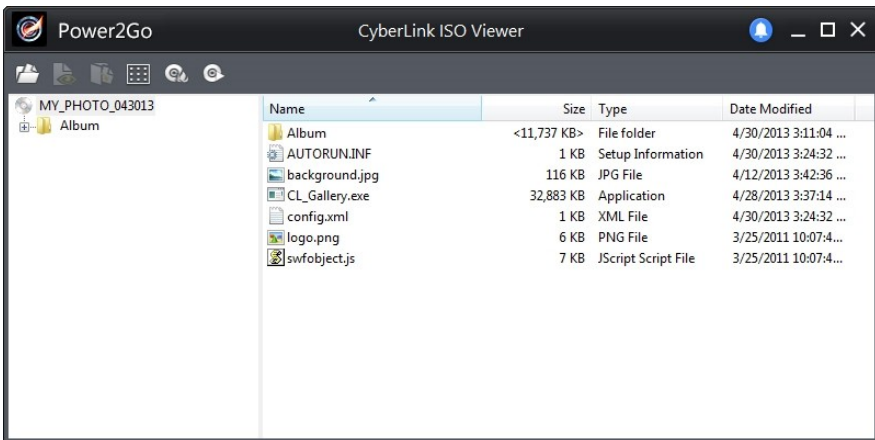 Power2Go CyberLink ISO Viewer
MY_PHOTO_043013
Album
Name Size Type Date Modified
Album <11,737 KB> File folder 4/30/2013 3:11:04 ...
AUTORUN.INF 1 KB Setup Information 4/30/2013 3:24:32 ...
background.jpg 116 KB JPG File 4/12/2013 3:42:36 ...
CL_Gallery.exe 32,883 KB Application 4/28/2013 3:37:14 ...
config.xml 1 KB XML File 4/30/2013 3:24:32 ...
logo.png 6 KB PNG File 3/25/2011 10:07:4...
swfobject.js 7 KB JScript Script File 3/25/2011 10:07:4...